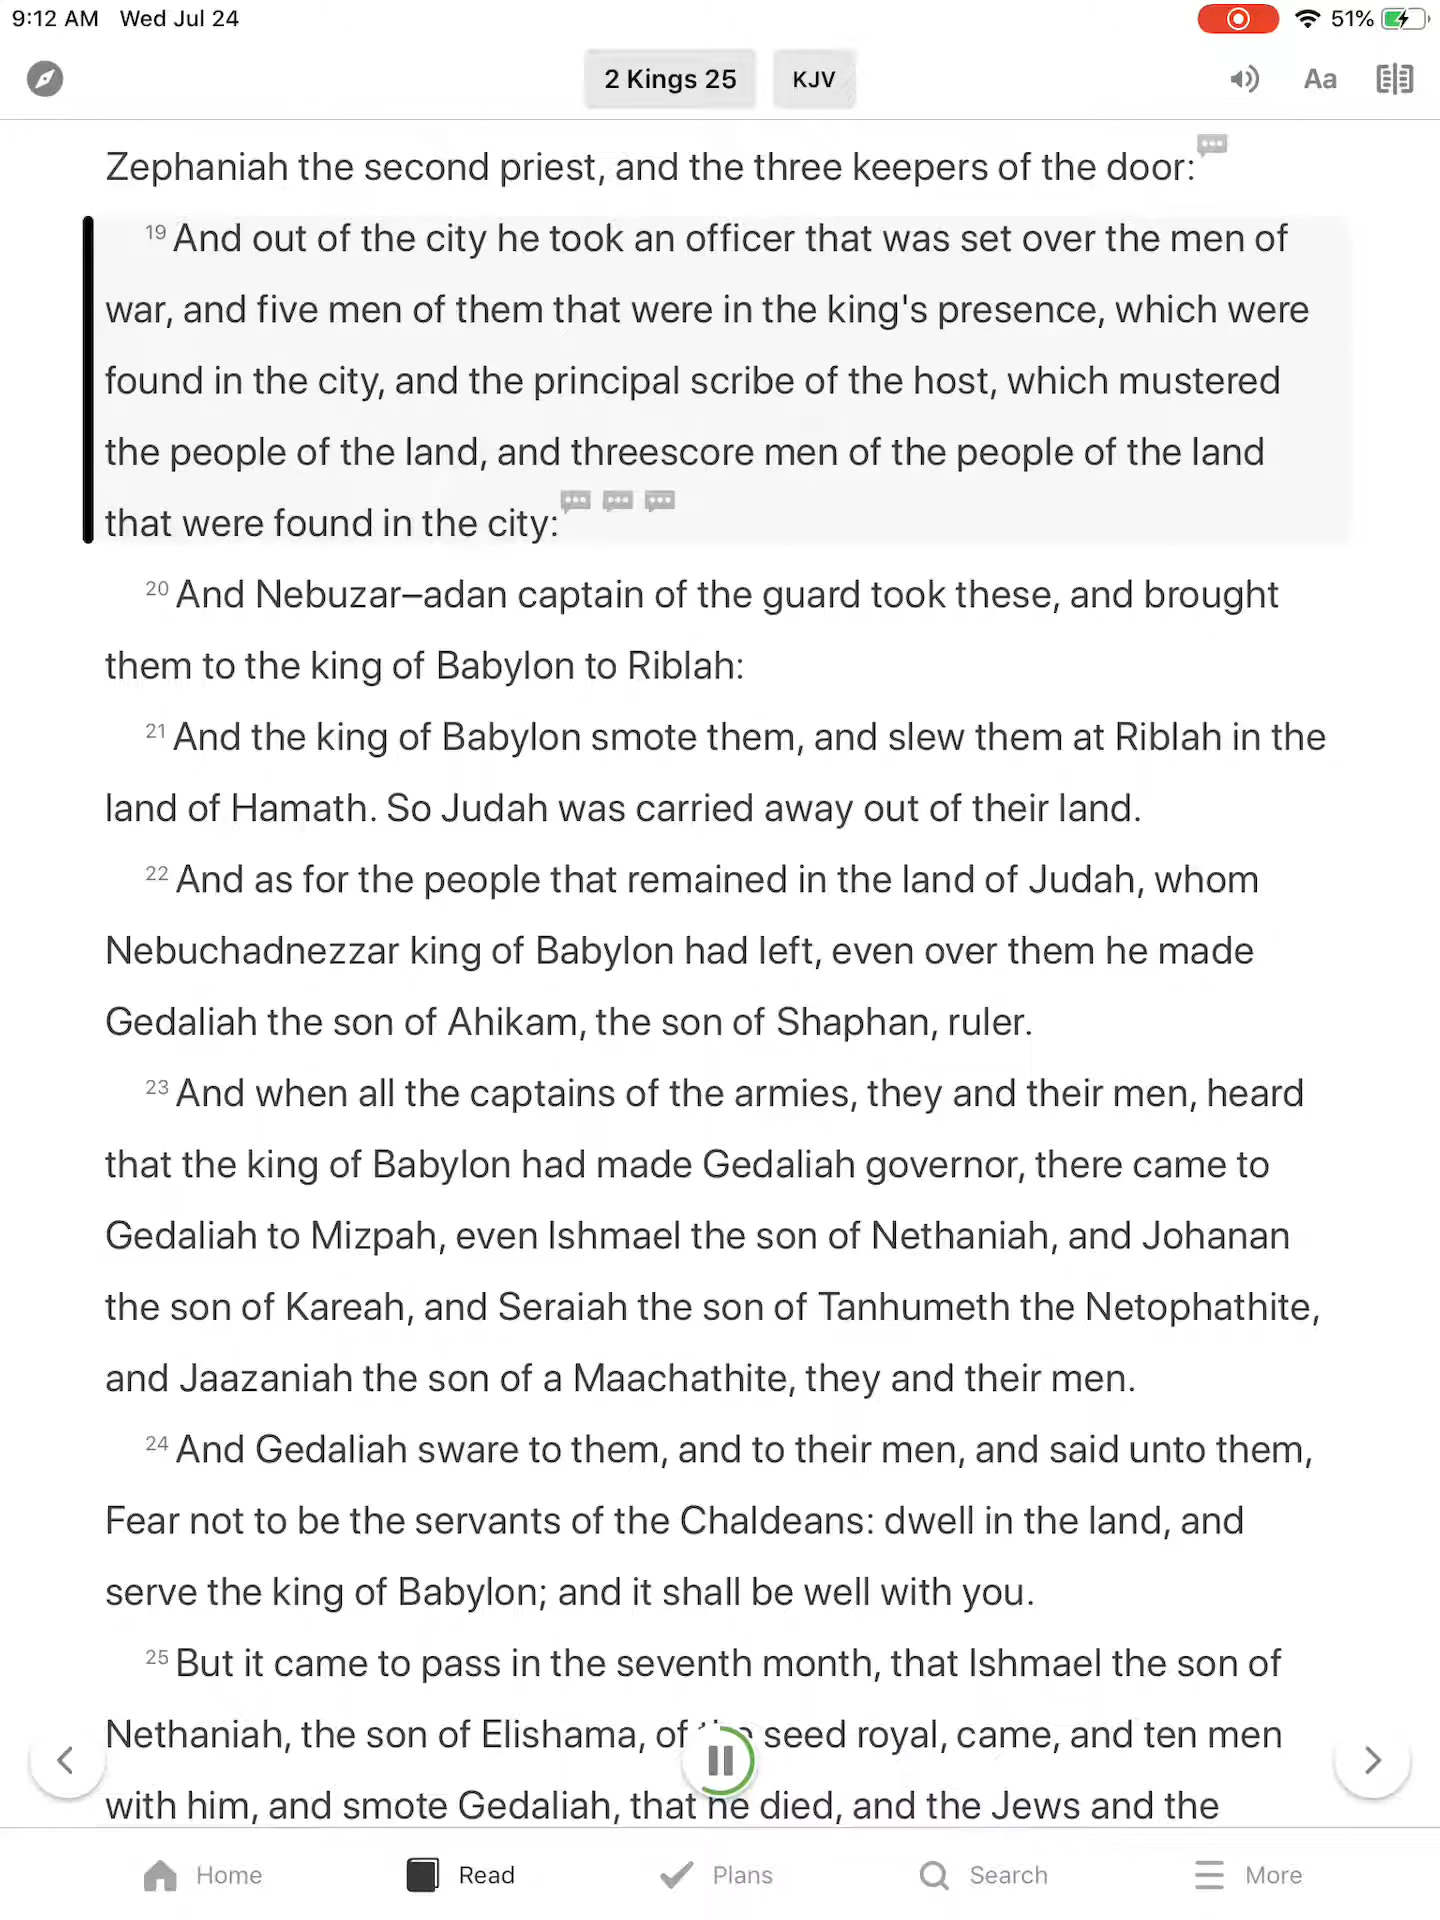 9:12 AM Wed Jul 24 51%
2 Kings 25 KJV Aa
Zephaniah the second priest, and the three keepers of the door:
19 And out of the city he took an officer that was set over the men of
war, and five men of them that were in the king's presence, which were
found in the city, and the principal scribe of the host, which mustered
the people of the land, and threescore men of the people of the land
that were found in the city:
20 And Nebuzar–adan captain of the guard took these, and brought
them to the king of Babylon to Riblah:
21 And the king of Babylon smote them, and slew them at Riblah in the
land of Hamath. So Judah was carried away out of their land.
22 And as for the people that remained in the land of Judah, whom
Nebuchadnezzar king of Babylon had left, even over them he made
Gedaliah the son of Ahikam, the son of Shaphan, ruler.
23 And when all the captains of the armies, they and their men, heard
that the king of Babylon had made Gedaliah governor, there came to
Gedaliah to Mizpah, even Ishmael the son of Nethaniah, and Johanan
the son of Kareah, and Seraiah the son of Tanhumeth the Netophathite,
and Jaazaniah the son of a Maachathite, they and their men.
24 And Gedaliah sware to them, and to their men, and said unto them,
Fear not to be the servants of the Chaldeans: dwell in the land, and
serve the king of Babylon; and it shall be well with you.
25 But it came to pass in the seventh month, that Ishmael the son of
Nethaniah, the son of Elishama, of the seed royal, came, and ten men
with him, and smote Gedaliah, that he died, and the Jews and the
Home Read Plans Search More